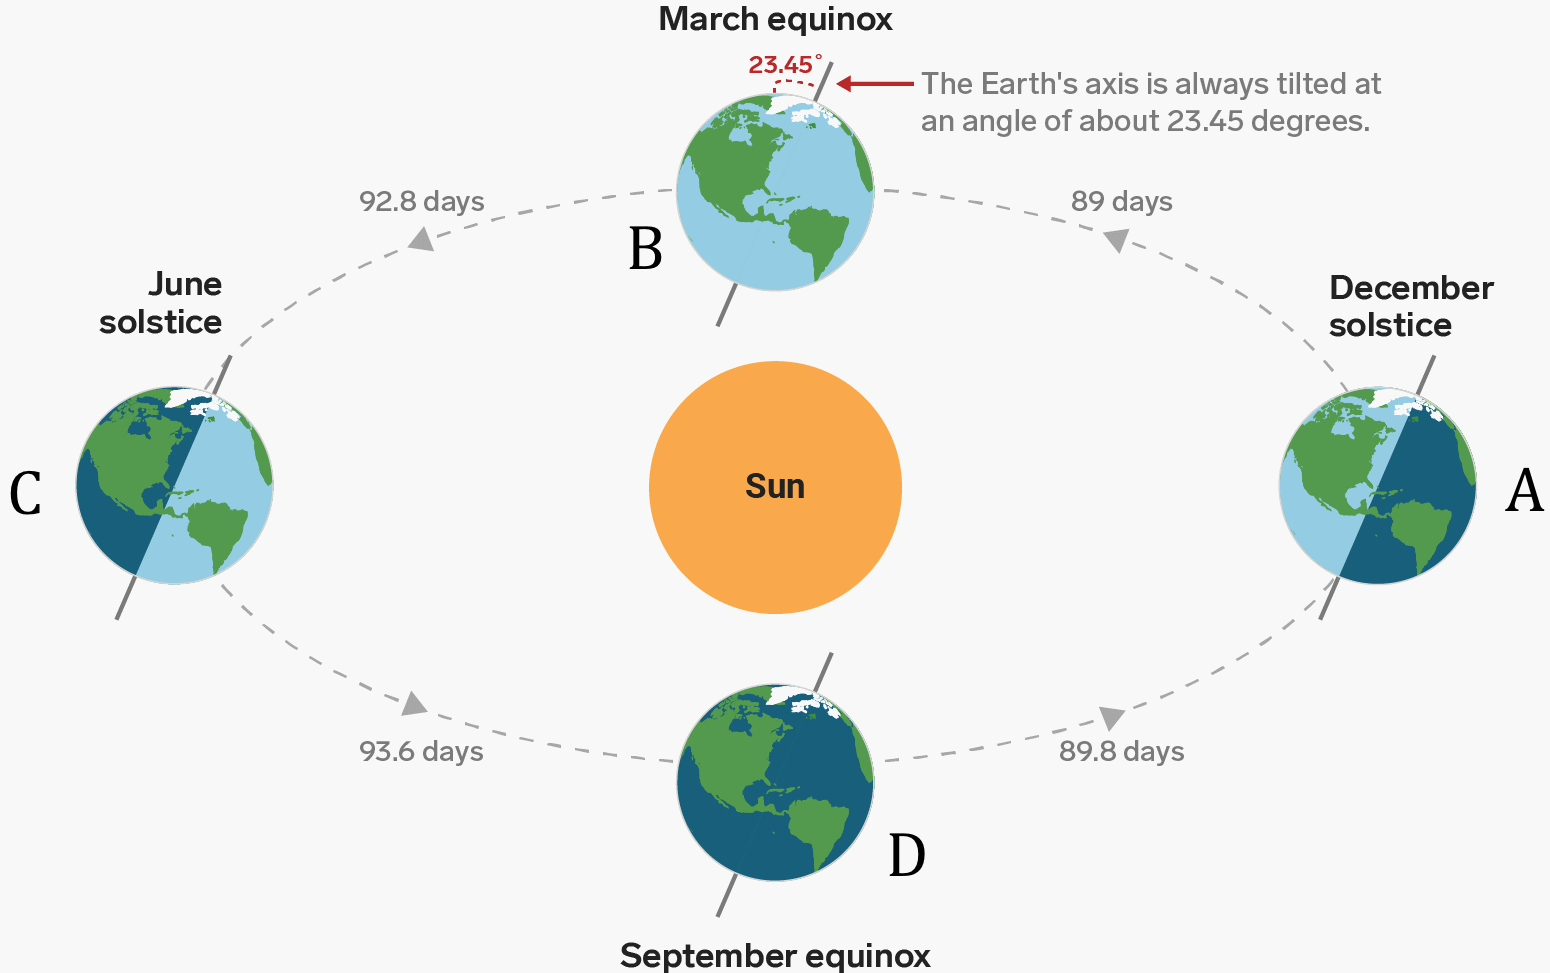 March equinox
23.45°
The Earth's axis is always tilted at
an angle of about 23.45 degrees.
92.8 days
89 days
B
June
solstice
December
solstice
C
Sun
A
93.6 days
89.8 days
D
September equinox